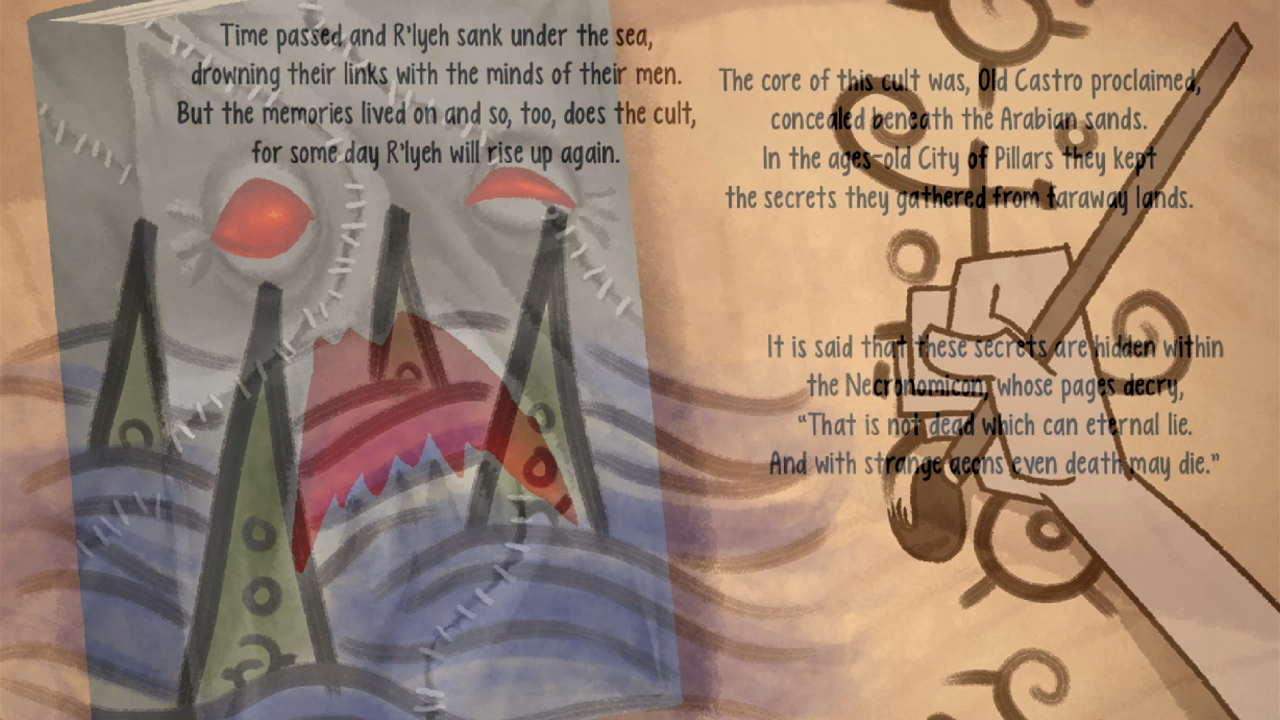 Time passed and R'lyeh sank under the sea,
drowning their links with the minds of their men.
But the memories lived on and so, too, does the cult,
for some day R'lyeh will rise up again.
The core of this cult was, Old Castro proclaimed,
concealed beneath the Arabian sands.
In the ages-old City of Pillars they kept
the secrets they gathered from faraway lands.
It is said that these secrets are hidden within
the Necronomicon, whose pages decry,
“That is not dead which can eternal lie.
And with strange aeons even death may die.”